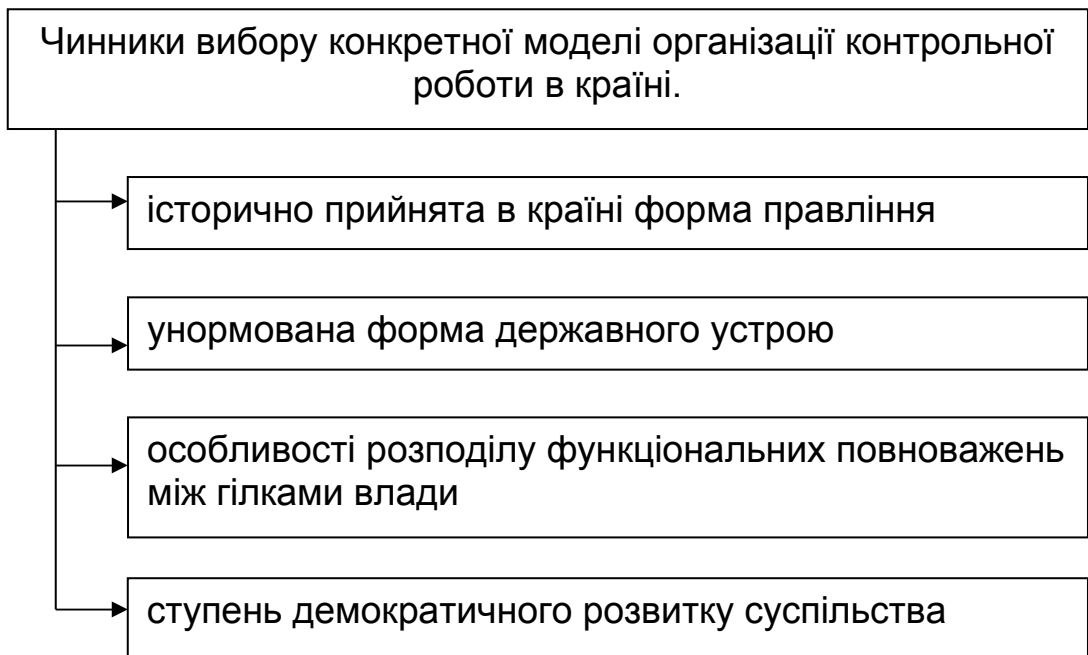 Чинники вибору конкретної моделі організації контрольної
роботи в країні.
історично прийнята в країні форма правління
унормована форма державного устрою
особливості розподілу функціональних повноважень
між гілками влади
ступень демократичного розвитку суспільства